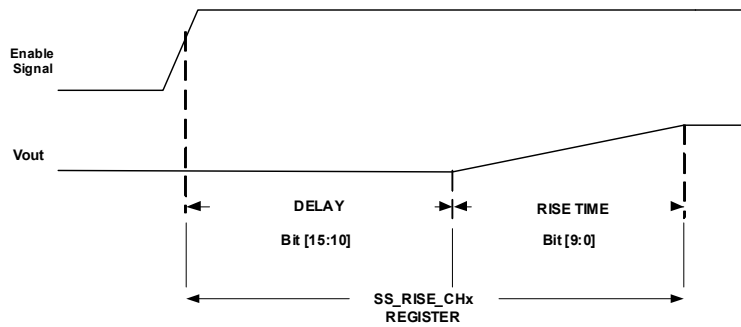 Enable
Signal
Vout
DELAY
RISE TIME
Bit [15:10]
Bit [9:0]
SS_RISE_CHx
REGISTER